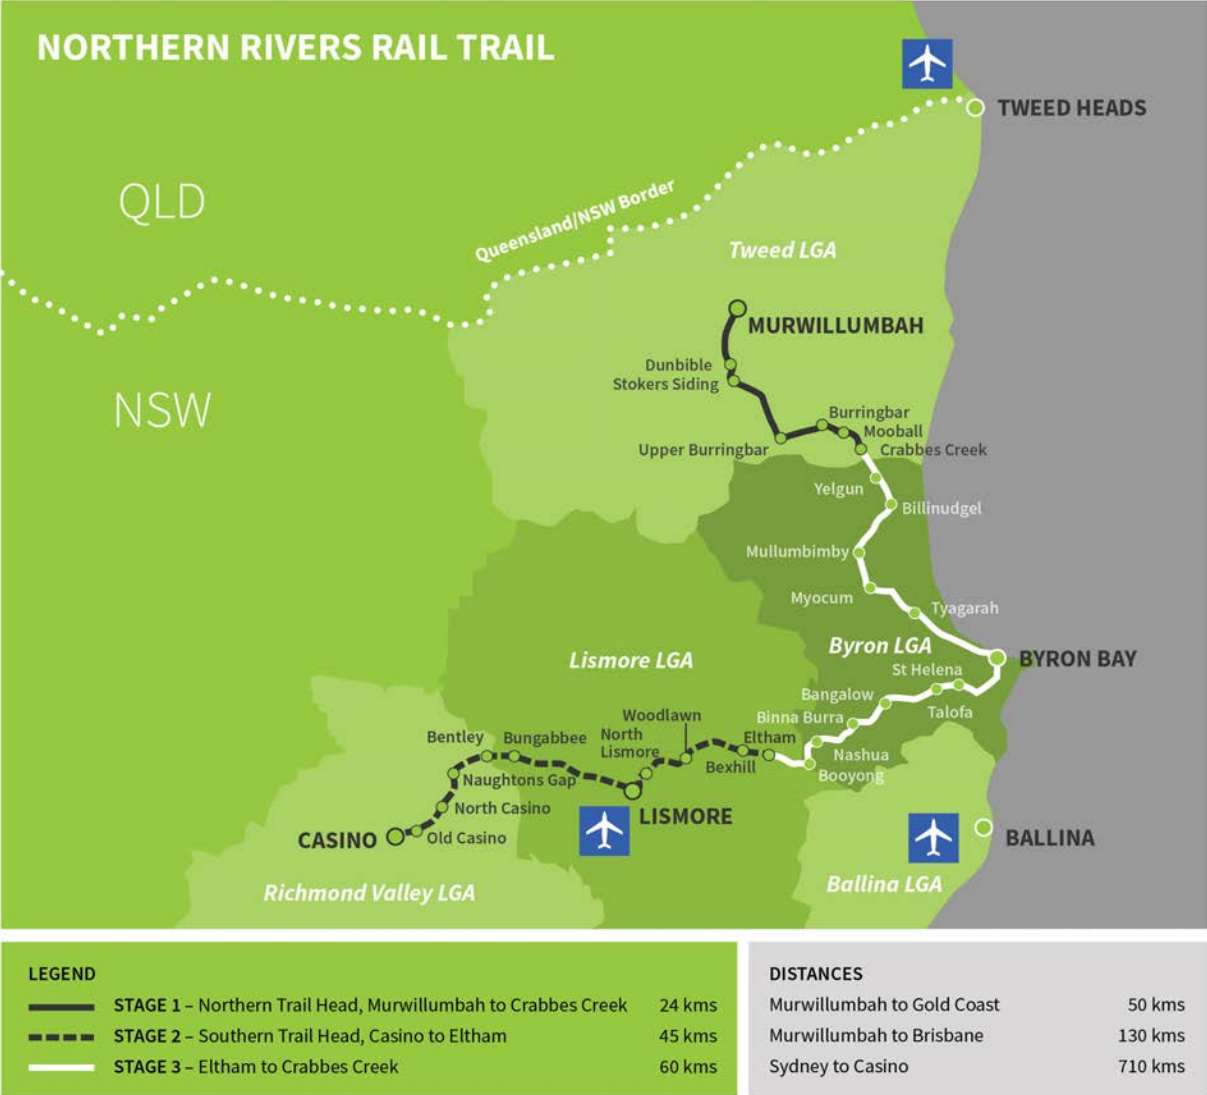 NORTHERN RIVERS RAIL TRAIL
TWEED HEADS
QLD
Queensland/NSW Border
Tweed LGA
MURWILLUMBAH
Dunbible
Stokers Siding
NSW
Burringbar
Mooball
Upper Burringbar
Crabbes Creek
Yelgun
Billinudgel
Mullumbimby
Myocum
Tyagarah
Byron LGA
BYRON BAY
Lismore LGA
St Helena
Bangalow
Talofa
Woodlawn
Binna Burra
Bentley
Bungabbee
North
Lismore
Eltham
Nashua
Bexhill
Booyong
Naughtons Gap
North Casino
LISMORE
CASINO
Old Casino
BALLINA
Richmond Valley LGA
Ballina LGA
LEGEND
STAGE 1 – Northern Trail Head, Murwillumbah to Crabbes Creek 24 kms
STAGE 2 – Southern Trail Head, Casino to Eltham 45 kms
STAGE 3 – Eltham to Crabbes Creek 60 kms
DISTANCES
Murwillumbah to Gold Coast 50 kms
Murwillumbah to Brisbane 130 kms
Sydney to Casino 710 kms